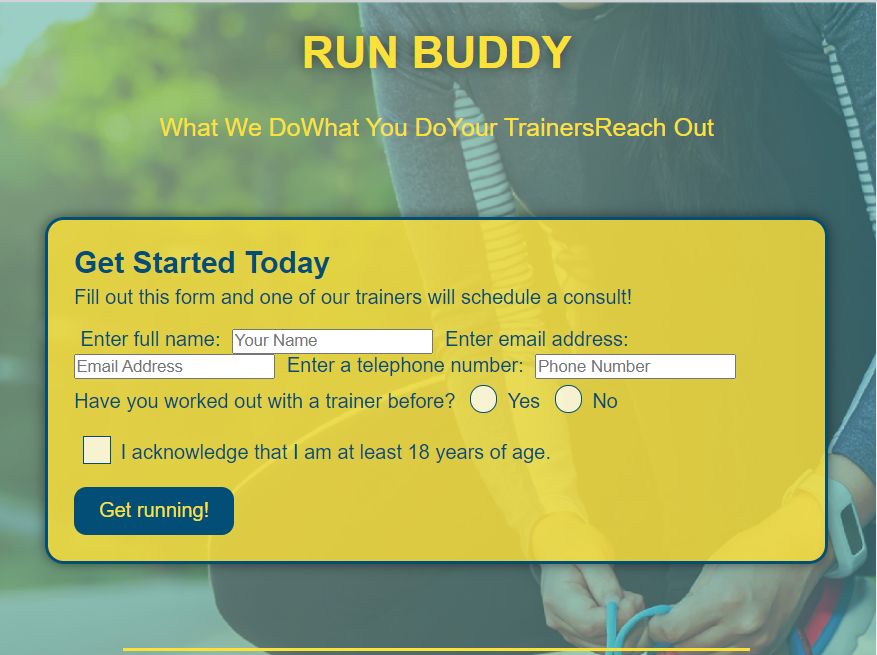 RUN BUDDY
What We DoWhat You DoYour TrainersReach Out
Get Started Today
Fill out this form and one of our trainers will schedule a consult!
Enter full name: Your Name Enter email address:
Email Address Enter a telephone number: Phone Number
Have you worked out with a trainer before? Yes No
I acknowledge that I am at least 18 years of age.
Get running!